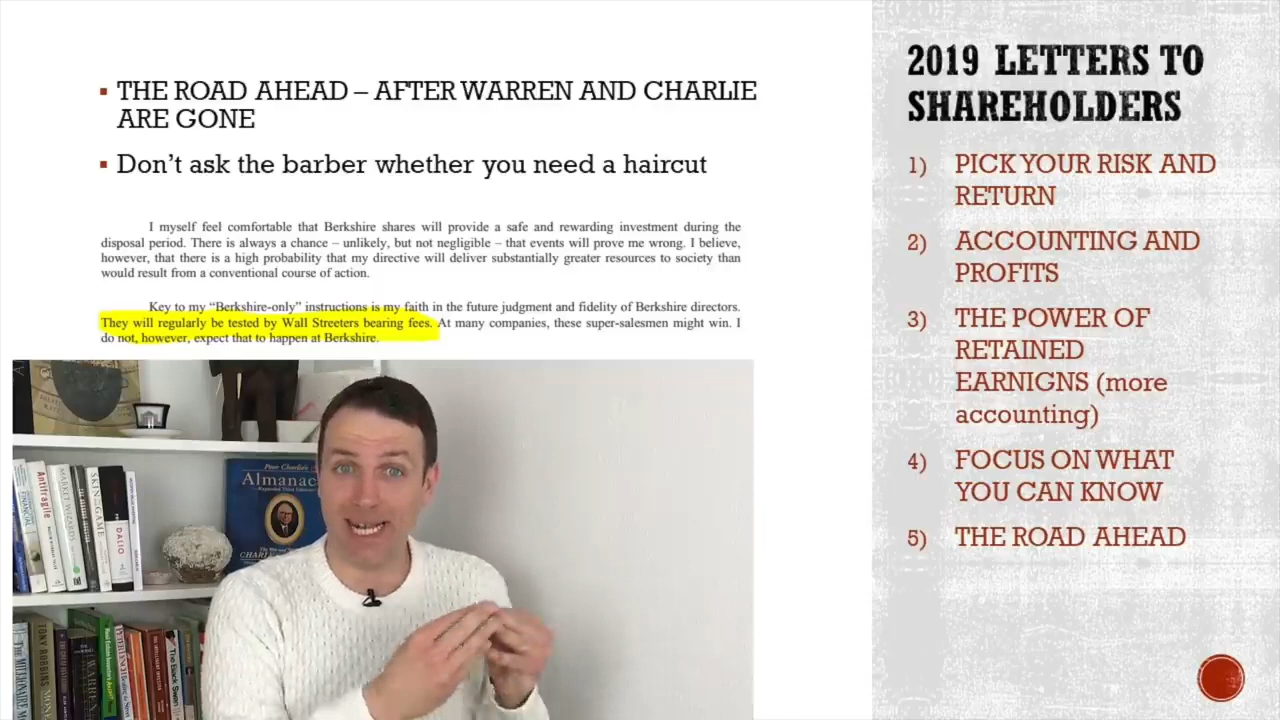 THE ROAD AHEAD – AFTER WARREN AND CHARLIE
ARE GONE
Don't ask the barber whether you need a haircut
I myself feel comfortable that Berkshire shares will provide a safe and rewarding investment during the
disposal period. There is always a chance – unlikely, but not negligible – that events will prove me wrong. I believe,
however, that there is a high probability that my directive will deliver substantially greater resources to society than
would result from a conventional course of action.
Key to my “Berkshire-only” instructions is my faith in the future judgment and fidelity of Berkshire directors.
They will regularly be tested by Wall Streeters bearing fees. At many companies, these super-salesmen might win. I
do not, however, expect that to happen at Berkshire.
2019 LETTERS TO
SHAREHOLDERS
1) PICK YOUR RISK AND
RETURN
2) ACCOUNTING AND
PROFITS
3) THE POWER OF
RETAINED
EARNIGNS (more
accounting)
4) FOCUS ON WHAT
YOU CAN KNOW
5) THE ROAD AHEAD
Poor Charlie's
Almanac
Antifragile
MARKET WIZARDS
SKIN IN THE GAME
DALIO
TONY ROBBINS
The Black Swan